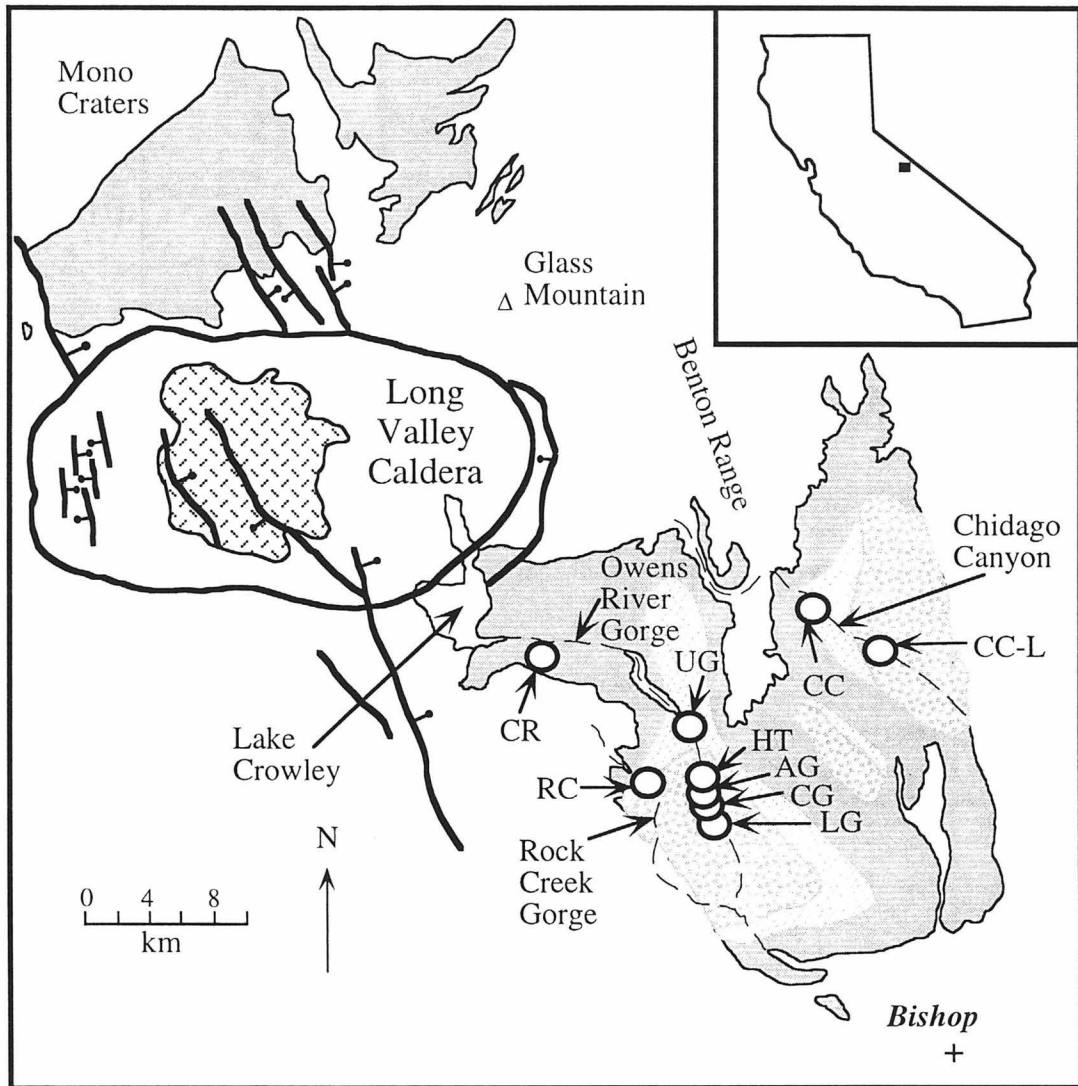 Mono
Craters
Glass
Mountain
Δ
Long
Valley
Caldera
Benton Range
Chidago
Canyon
Owens
River
Gorge
UG
CC
CC-L
CR
Lake
Crowley
HT
AG
CG
LG
RC
Rock
Creek
Gorge
N
0 4 8
km
Bishop
+